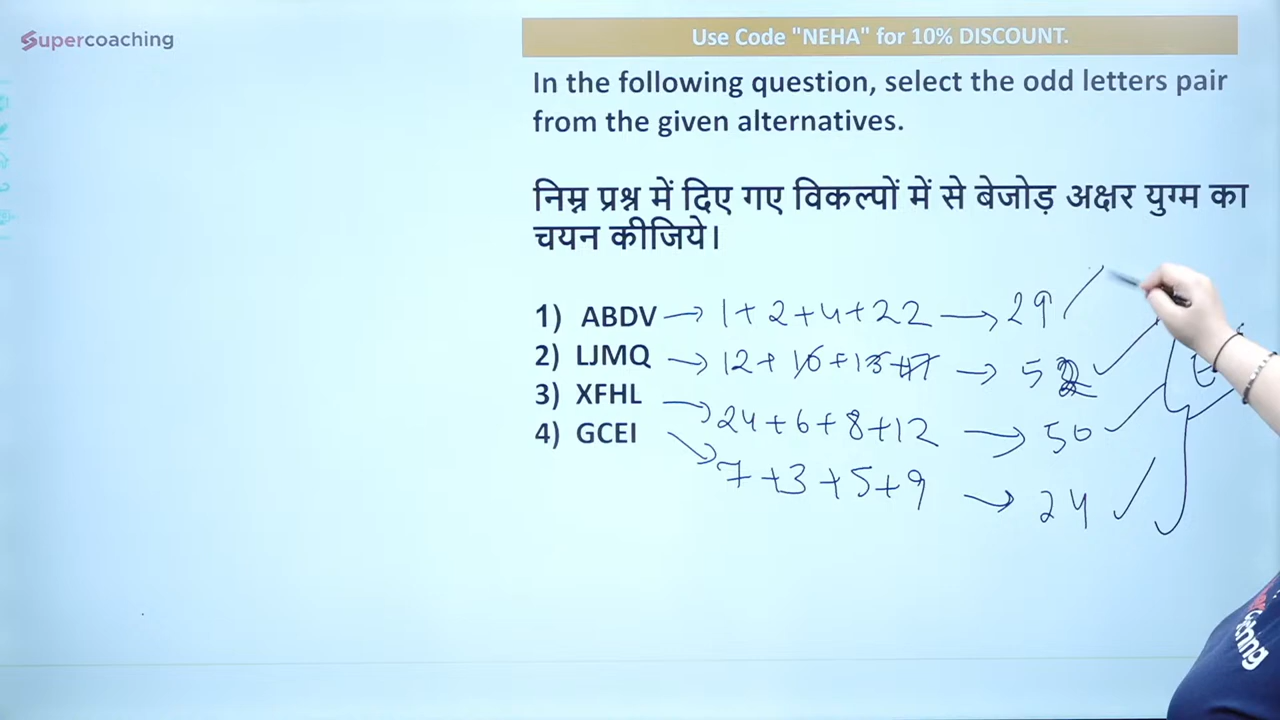 Supercoaching
Use Code "NEHA" for 10% DISCOUNT.
In the following question, select the odd letters pair
from the given alternatives.
निम्न प्रश्न में दिए गए विकल्पों में से बेजोड़ अक्षर युग्म का
चयन कीजिये।
1) ABDV → 1+2+4+22 → 29
2) LJMQ → 12+10+13+17 → 52
3) XFHL → 24+6+8+12 → 50
4) GCEI → 7+3+5+9 → 24